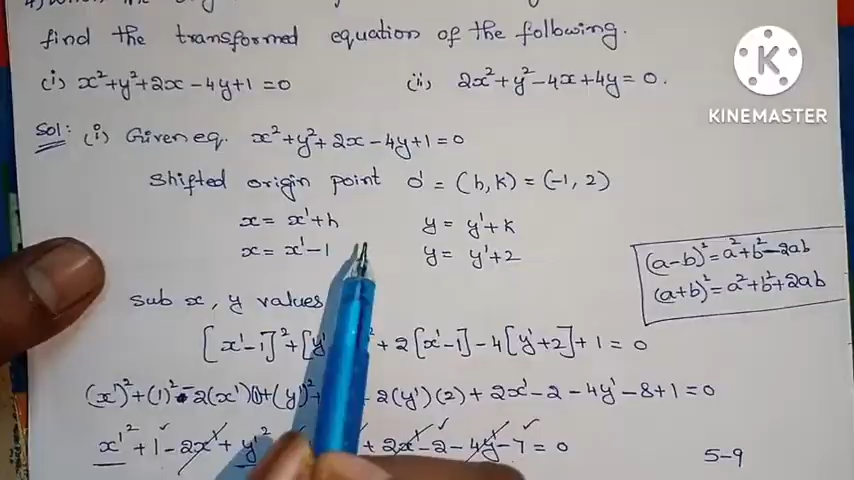 find the transformed equation of the following.
(i) x²+y²+2x-4y+1=0 (ii) 2x²+y²-4x+4y=0.
Sol: (i) Given eq. x²+y²+2x-4y+1=0
Shifted origin point O' = (h, k) = (-1, 2)
x = x'+h y = y'+k
x = x'-1 y = y'+2
(a-b)² = a²+b²-2ab
(a+b)² = a²+b²+2ab
Sub x, y values
[x'-1]²+[y' ² + 2[x'-1]-4[y'+2]+1=0
(x')²+(1)²-2(x')(1)+(y')²+ 2(y')(2)+2x'-2-4y'-8+1=0
x'²+1-2x'+y'² +2x'-2-4y'-7=0
5-9
K
KINEMASTER